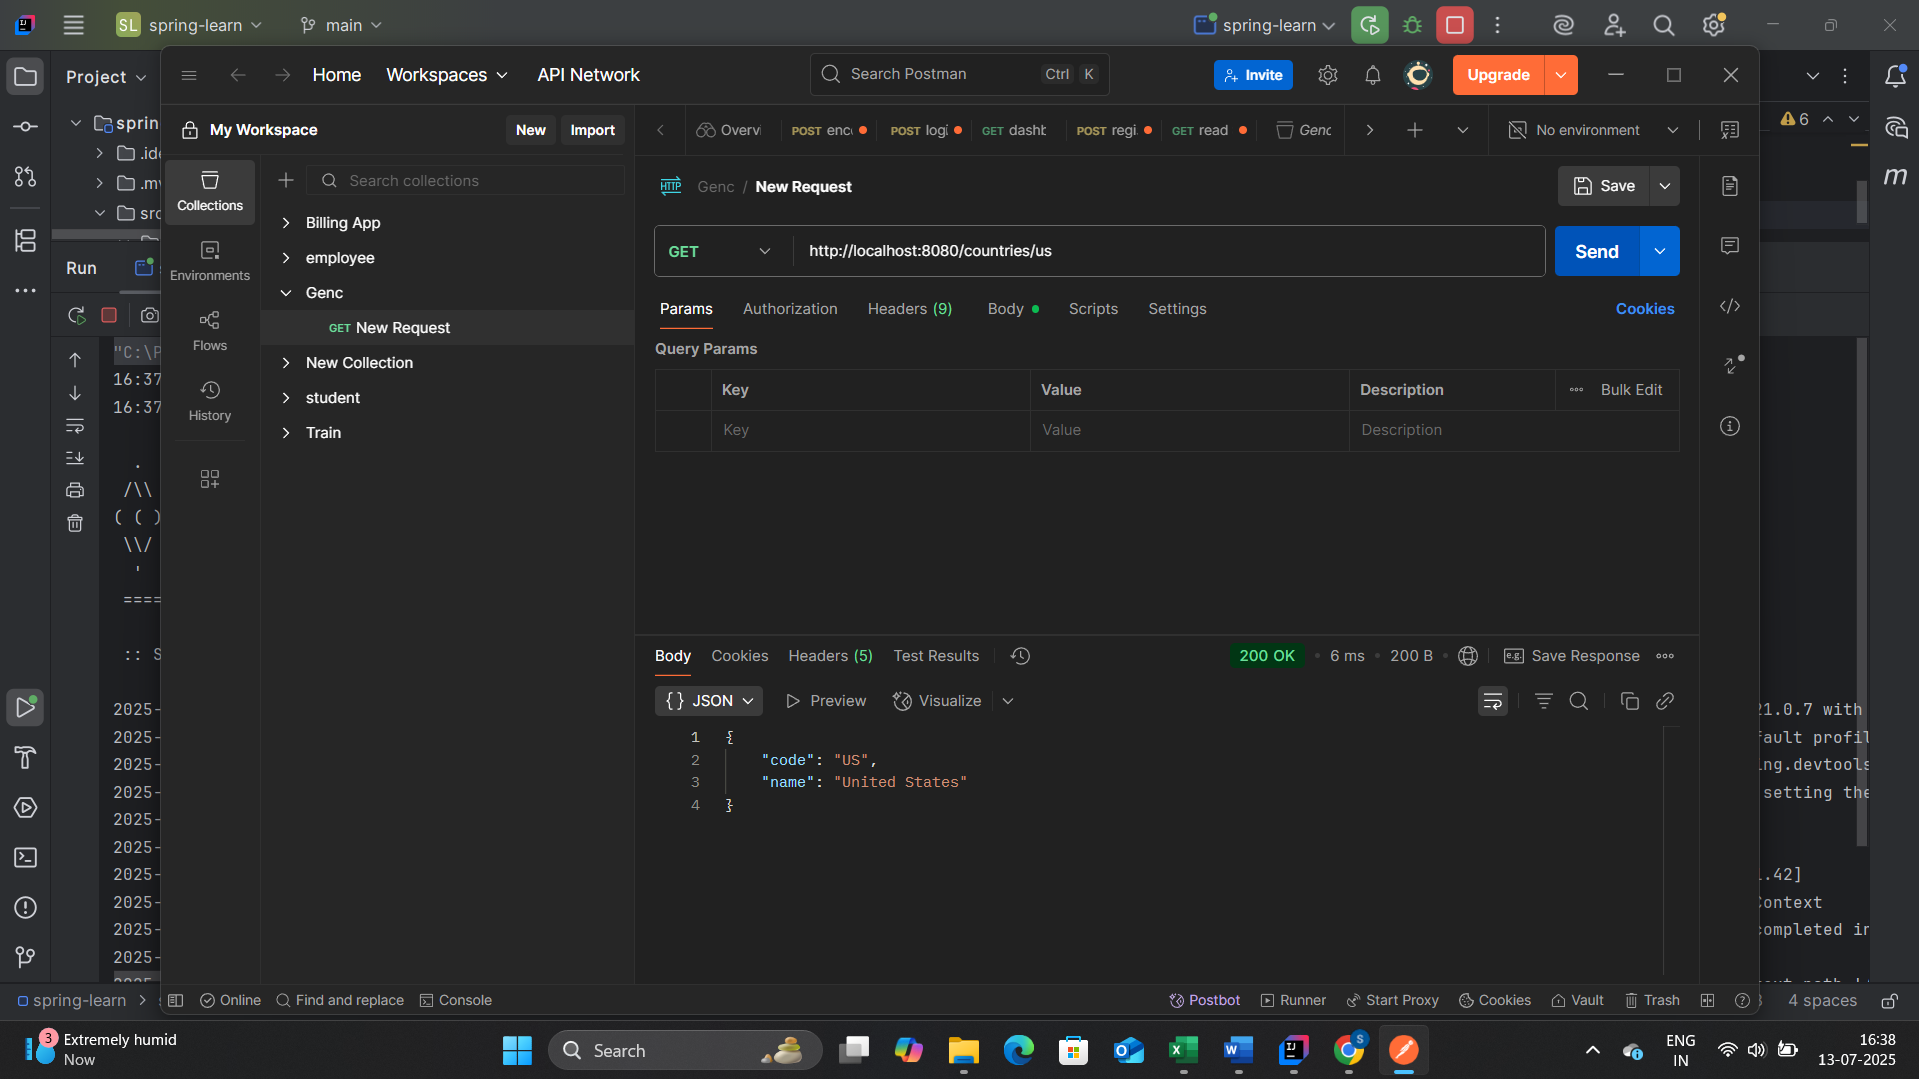 SL spring-learn
main
spring-learn
Project
Home
Workspaces
API Network
Search Postman
Ctrl K
Invite
Upgrade
My Workspace
New
Import
Overvi
POST enc
POST logi
GET dashb
POST regi
GET read
Genc
No environment
6
Collections
Environments
Flows
History
Search collections
Billing App
employee
Genc
GET New Request
New Collection
student
Train
HTTP Genc / New Request
Save
GET
http://localhost:8080/countries/us
Send
Params
Authorization
Headers (9)
Body
Scripts
Settings
Cookies
Query Params
Key
Value
Description
Bulk Edit
Key
Value
Description
Run
"C:\P
16:37
16:37
.
/\\
( ( )
\\/
'
====
:: S
2025-
2025-
2025-
2025-
2025-
2025-
2025-
2025-
2025-
2025-
Body
Cookies
Headers (5)
Test Results
200 OK
6 ms
200 B
e.g. Save Response
{} JSON
Preview
Visualize
1 {
2 "code": "US",
3 "name": "United States"
4 }
21.0.7 with
fault profil
ing.devtools
setting the
.42]
Context
completed in
m
spring-learn
Online
Find and replace
Console
Postbot
Runner
Start Proxy
Cookies
Vault
Trash
4 spaces
3
Extremely humid
Now
Search
ENG
IN
16:38
13-07-2025